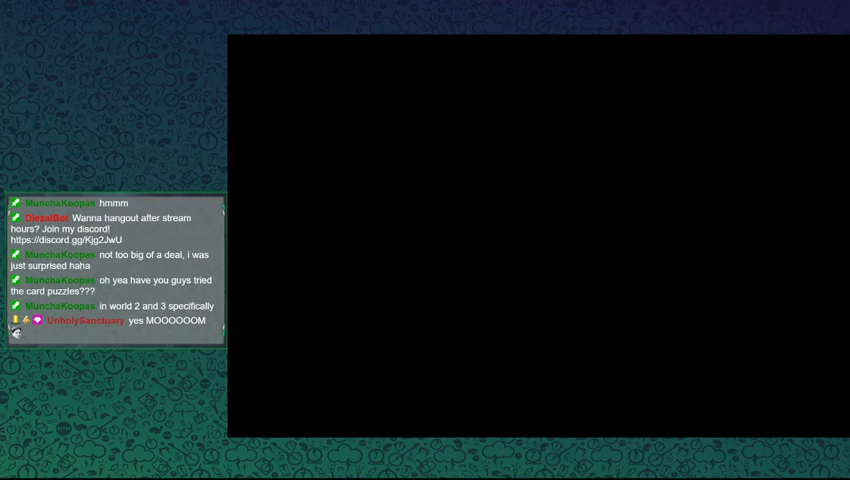 MunchaKoopas hmmm
DiezalBot Wanna hangout after stream
hours? Join my discord!
https://discord.gg/Kjg2JwU
MunchaKoopas not too big of a deal, i was
just surprised haha
MunchaKoopas oh yea have you guys tried
the card puzzles???
MunchaKoopas in world 2 and 3 specifically
UnholySanctuary yes MOOOOOOM